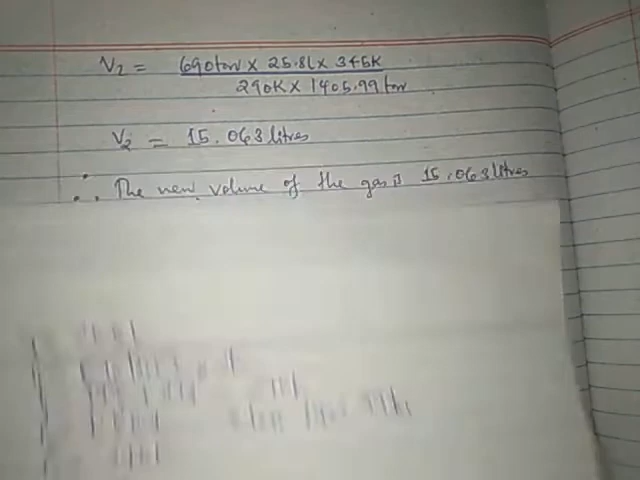 V₂ = 690torr x 25.8L x 345K
290K x 1405.99 torr
V₂ = 15.063 litres
∴ The new volume of the gas is 15.063 litres